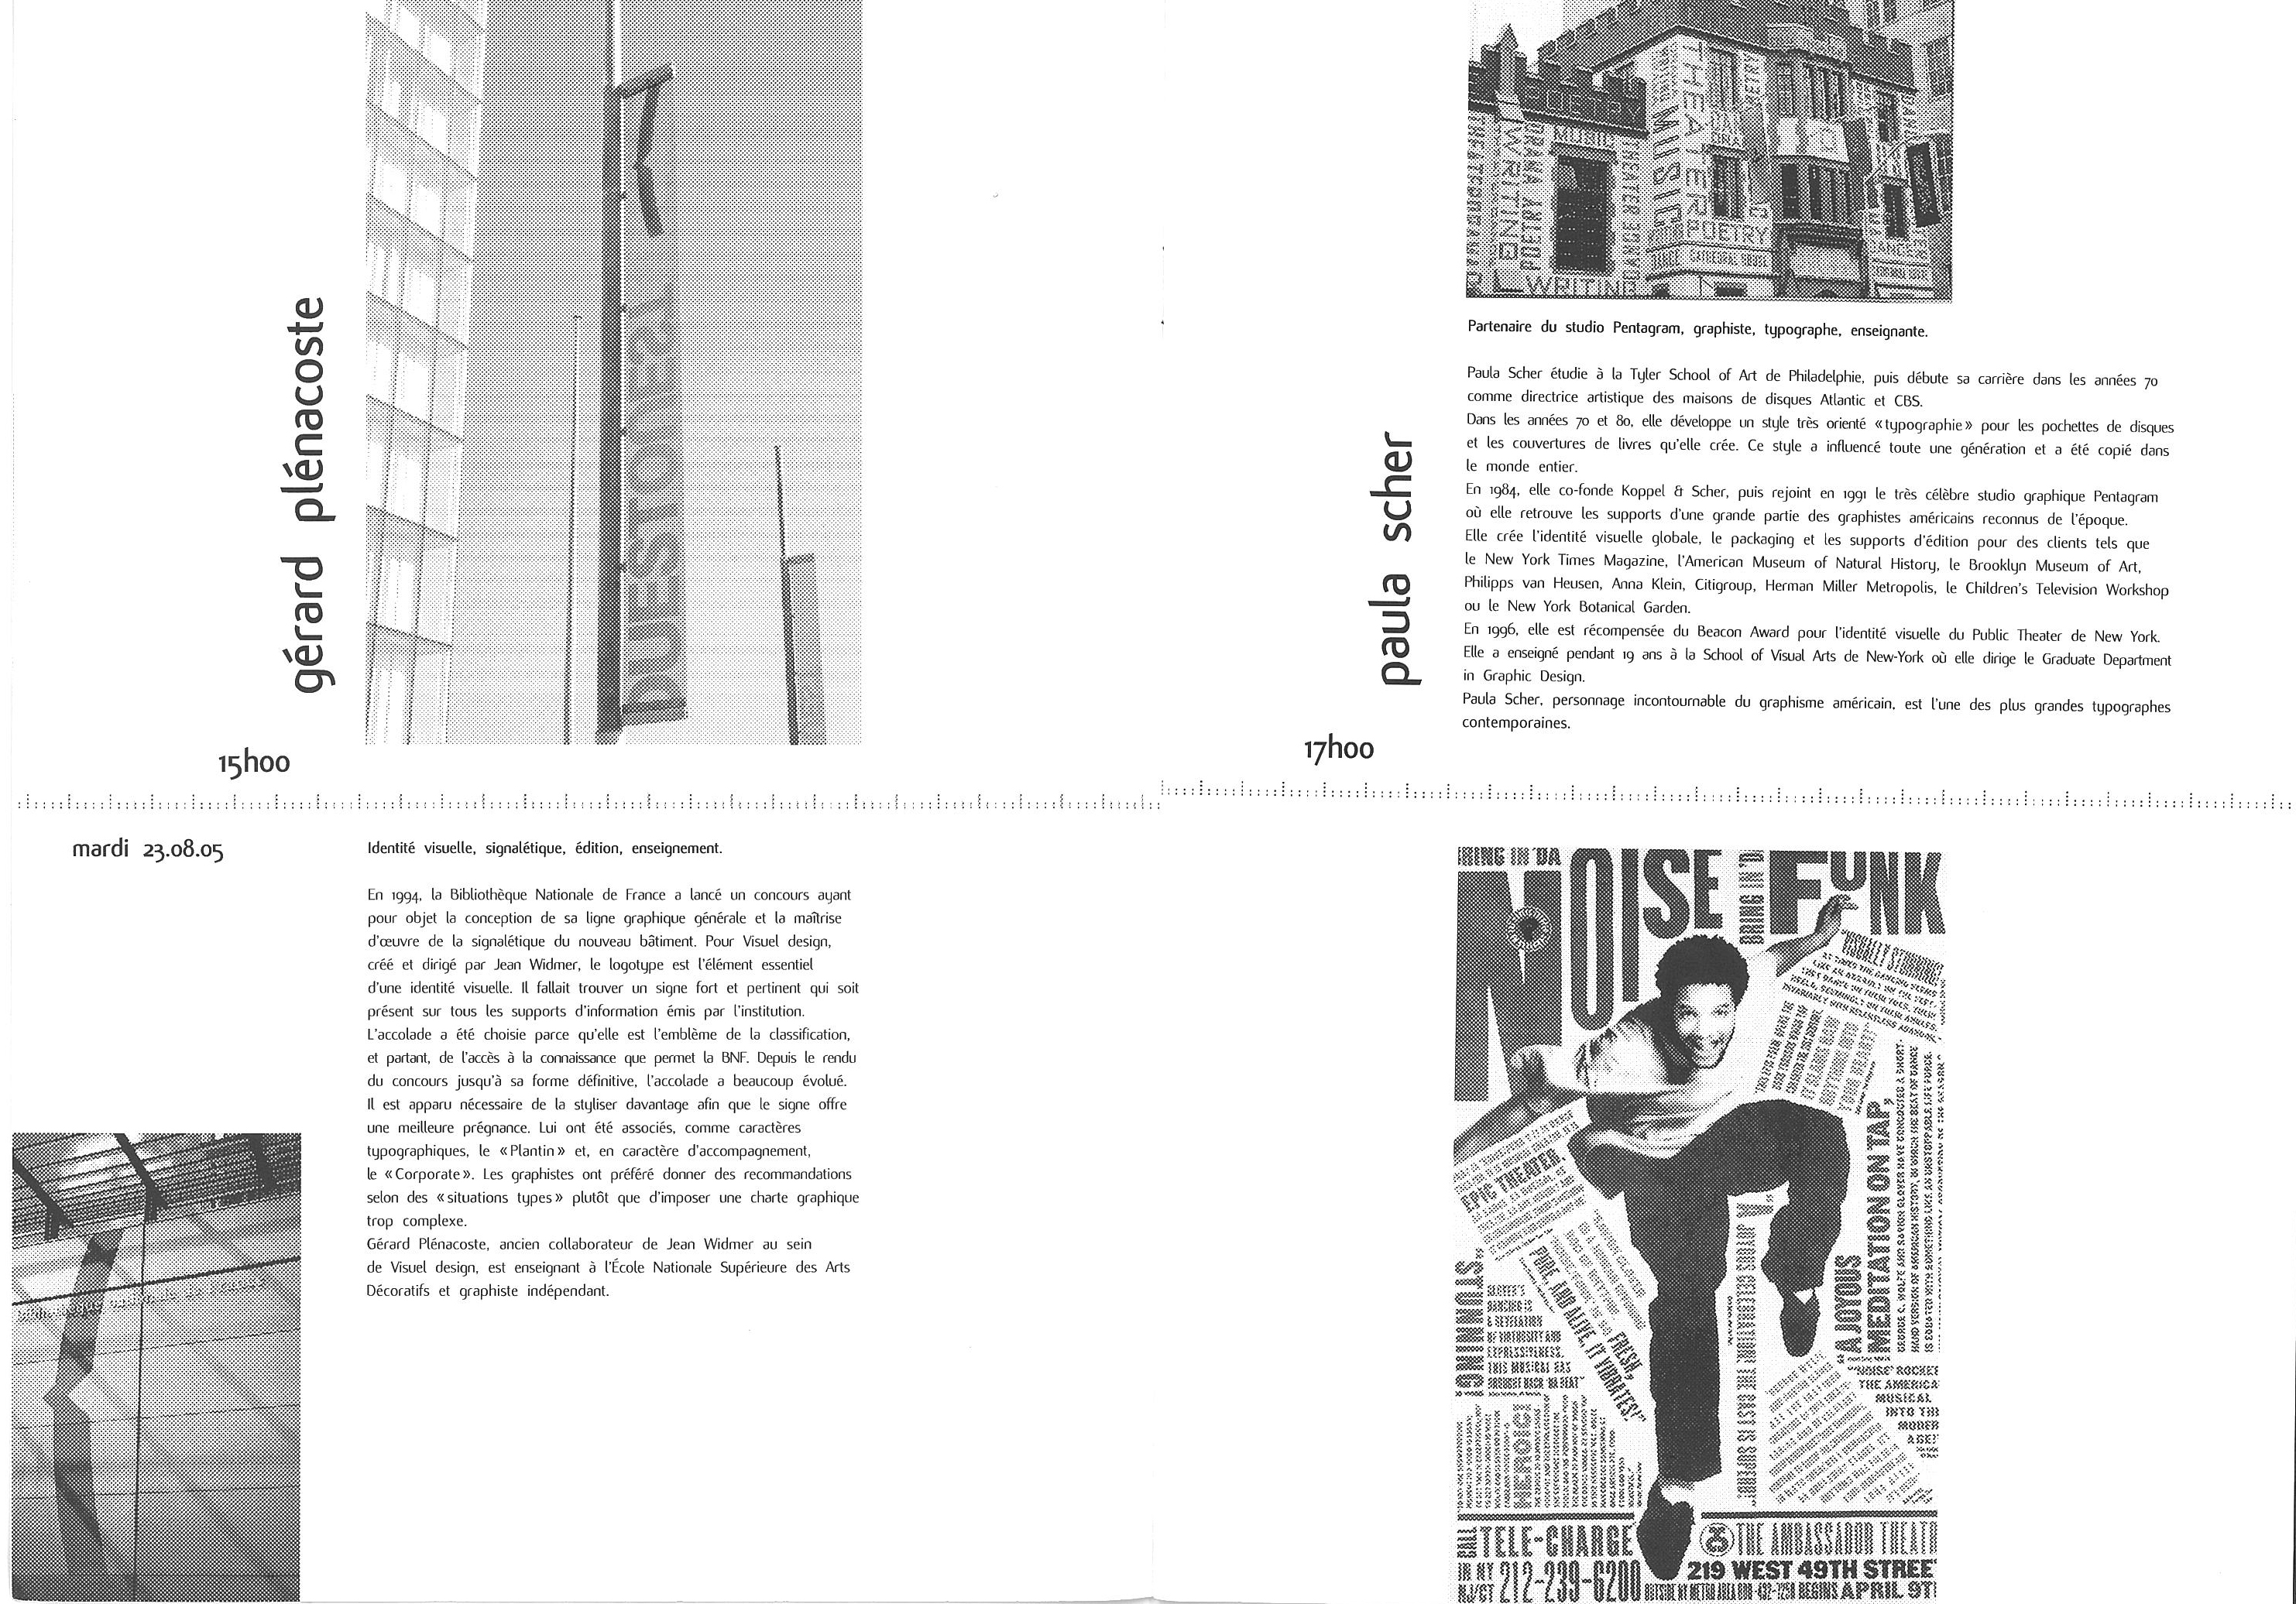 gérard plénacoste
15h00
mardi 23.08.05
Identité visuelle, signalétique, édition, enseignement.
En 1994, la Bibliothèque Nationale de France a lancé un concours ayant
pour objet la conception de sa ligne graphique générale et la maîtrise
d'œuvre de la signalétique du nouveau bâtiment. Pour Visuel design,
créé et dirigé par Jean Widmer, le logotype est l'élément essentiel
d'une identité visuelle. Il fallait trouver un signe fort et pertinent qui soit
présent sur tous les supports d'information émis par l'institution.
L'accolade a été choisie parce qu'elle est l'emblème de la classification,
et partant, de l'accès à la connaissance que permet la BNF. Depuis le rendu
du concours jusqu'à sa forme définitive, l'accolade a beaucoup évolué.
Il est apparu nécessaire de la styliser davantage afin que le signe offre
une meilleure prégnance. Lui ont été associés, comme caractères
typographiques, le «Plantin» et, en caractère d'accompagnement,
le «Corporate». Les graphistes ont préféré donner des recommandations
selon des «situations types» plutôt que d'imposer une charte graphique
trop complexe.
Gérard Plénacoste, ancien collaborateur de Jean Widmer au sein
de Visuel design, est enseignant à l'École Nationale Supérieure des Arts
Décoratifs et graphiste indépendant.
POETRY
MUSIC
WRITING
POETRY DRAMA
DANCE THEATER
MUSIC
THEATER
POETRY
WRITING
paula scher
17h00
Partenaire du studio Pentagram, graphiste, typographe, enseignante.
Paula Scher étudie à la Tyler School of Art de Philadelphie, puis débute sa carrière dans les années 70
comme directrice artistique des maisons de disques Atlantic et CBS.
Dans les années 70 et 80, elle développe un style très orienté «typographie» pour les pochettes de disques
et les couvertures de livres qu'elle crée. Ce style a influencé toute une génération et a été copié dans
le monde entier.
En 1984, elle co-fonde Koppel & Scher, puis rejoint en 1991 le très célèbre studio graphique Pentagram
où elle retrouve les supports d'une grande partie des graphistes américains reconnus de l'époque.
Elle crée l'identité visuelle globale, le packaging et les supports d'édition pour des clients tels que
le New York Times Magazine, l'American Museum of Natural History, le Brooklyn Museum of Art,
Philipps van Heusen, Anna Klein, Citigroup, Herman Miller Metropolis, le Children's Television Workshop
ou le New York Botanical Garden.
En 1996, elle est récompensée du Beacon Award pour l'identité visuelle du Public Theater de New York.
Elle a enseigné pendant 19 ans à la School of Visual Arts de New-York où elle dirige le Graduate Department
in Graphic Design.
Paula Scher, personnage incontournable du graphisme américain, est l'une des plus grandes typographes
contemporaines.
NOISE FUNK
BRING IN 'D
EPIC THEATER.
STUNNING!
FRESH,
PURE, AND ALIVE, IT VIBRATES!"
HEROIC!
"A JOYOUS
MEDITATION ON TAP,
"NOISE' ROCKET
THE AMERICA
MUSICAL
INTO THE
MODER
AGE!"
CALL TELE-CHARGE
IN NY
NJ/CT 212-239-6200
THE AMBASSADOR THEATR
219 WEST 49TH STREE
BEGINS APRIL 9T